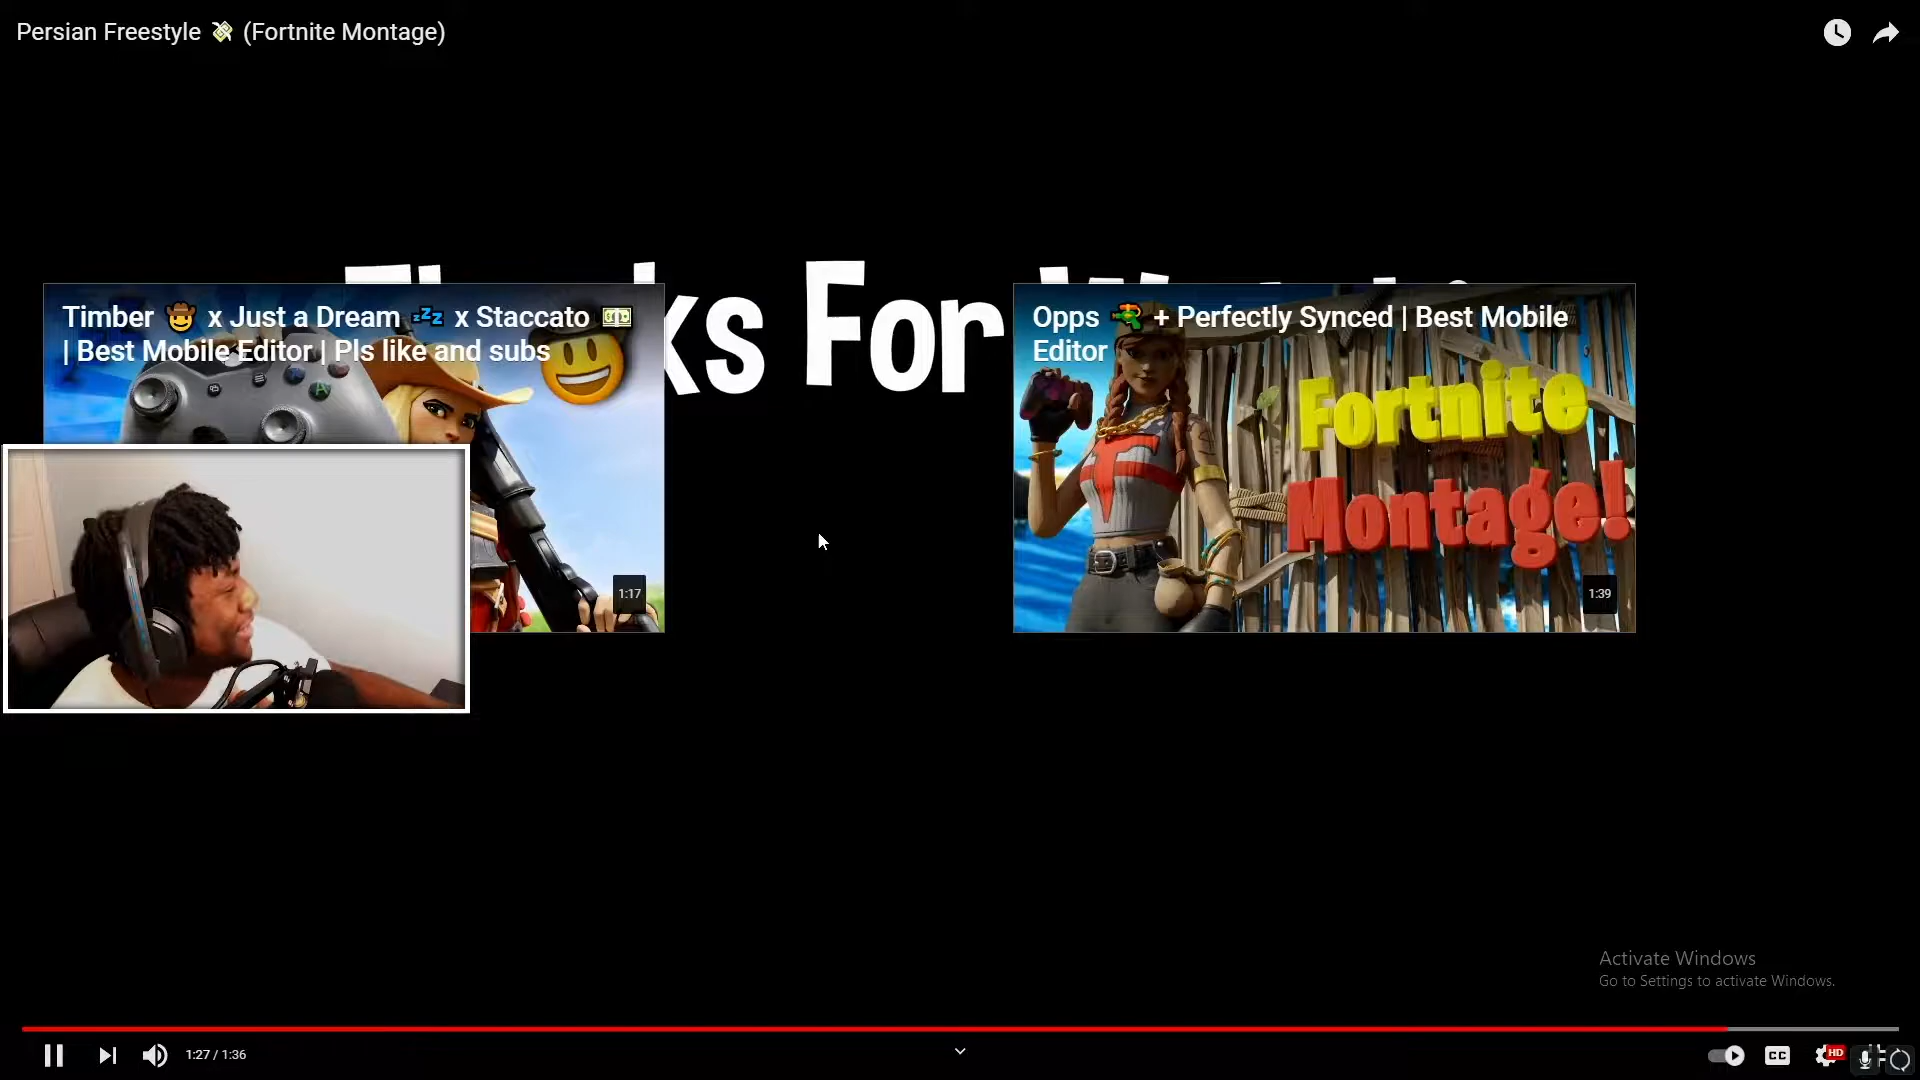 Persian Freestyle 💸 (Fortnite Montage)
ks For
Timber 🤠 x Just a Dream 💤 x Staccato 💵
| Best Mobile Editor | Pls like and subs
1:17
Opps 🔫 + Perfectly Synced | Best Mobile
Editor
Fortnite
Montage!
1:39
Activate Windows
Go to Settings to activate Windows.
1:27 / 1:36
CC
HD